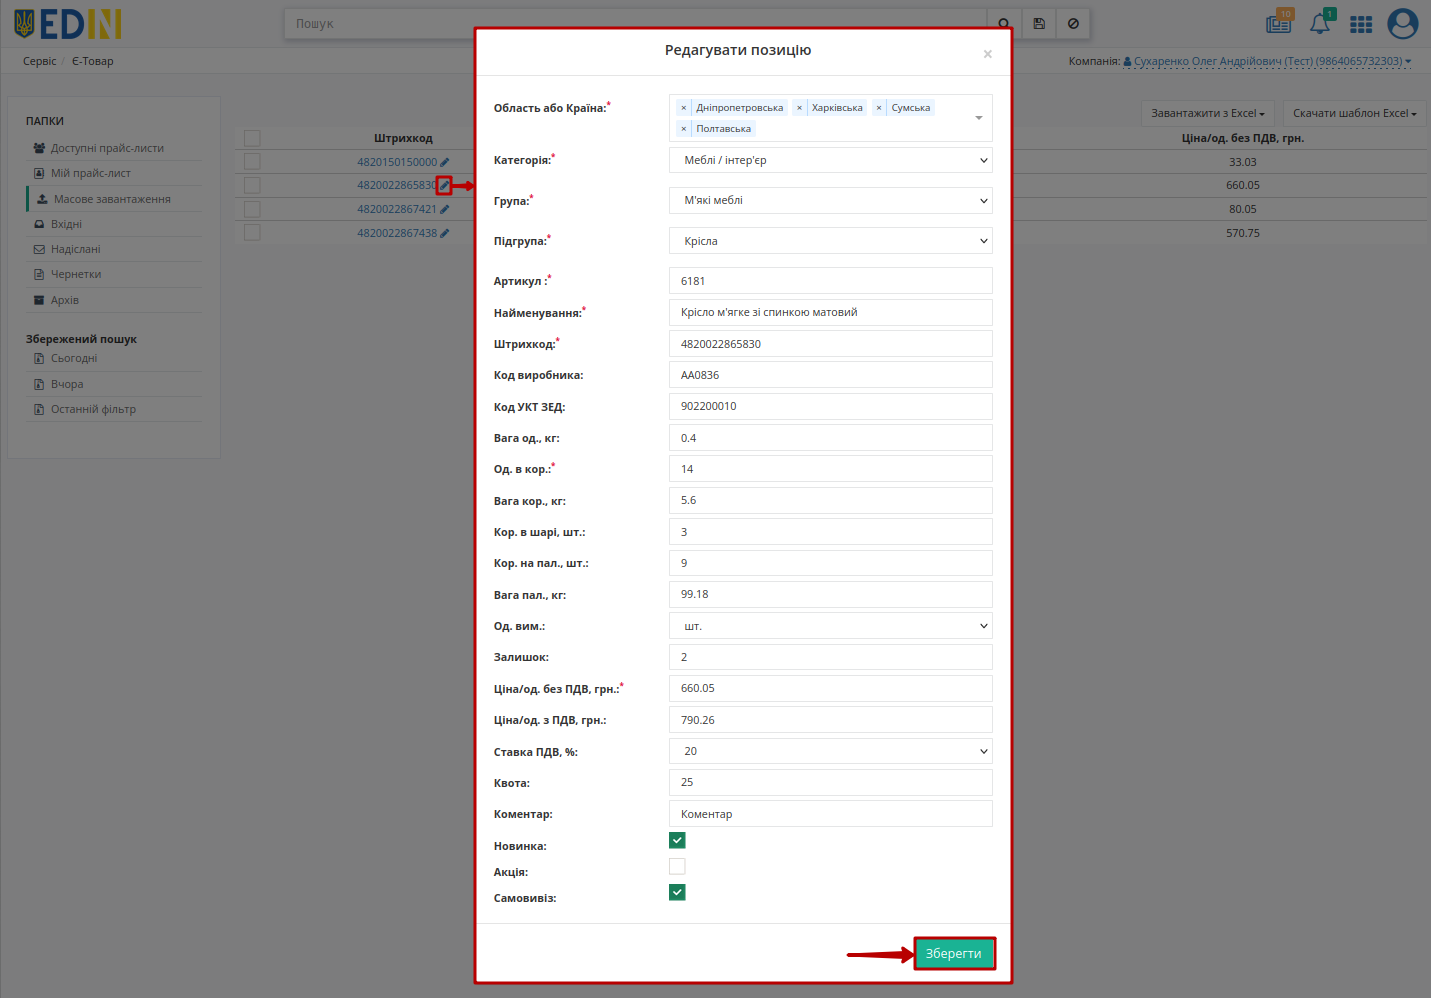 EDIN
Пошук
10
1
Сервіс / Є-Товар
Компанія: Сухаренко Олег Андрійович (Тест) (9864065732303)
ПАПКИ
Доступні прайс-листи
Мій прайс-лист
Масове завантаження
Вхідні
Надіслані
Чернетки
Архів
Збережений пошук
Сьогодні
Вчора
Останній фільтр
Завантажити з Excel
Скачати шаблон Excel
Штрихкод
Ціна/од. без ПДВ, грн.
4820150150000
33.03
4820022865830
660.05
4820022867421
80.05
4820022867438
570.75
Редагувати позицію
×
Область або Країна:*
× Дніпропетровська × Харківська × Сумська
× Полтавська
Категорія:* Меблі / інтер'єр
Група:* М'які меблі
Підгрупа:* Крісла
Артикул :* 6181
Найменування:* Крісло м'ягке зі спинкою матовий
Штрихкод:* 4820022865830
Код виробника: AA0836
Код УКТ ЗЕД: 902200010
Вага од., кг: 0.4
Од. в кор.:* 14
Вага кор., кг: 5.6
Кор. в шарі, шт.: 3
Кор. на пал., шт.: 9
Вага пал., кг: 99.18
Од. вим.: шт.
Залишок: 2
Ціна/од. без ПДВ, грн.:* 660.05
Ціна/од. з ПДВ, грн.: 790.26
Ставка ПДВ, %: 20
Квота: 25
Коментар: Коментар
Новинка:
Акція:
Самовивіз:
Зберегти